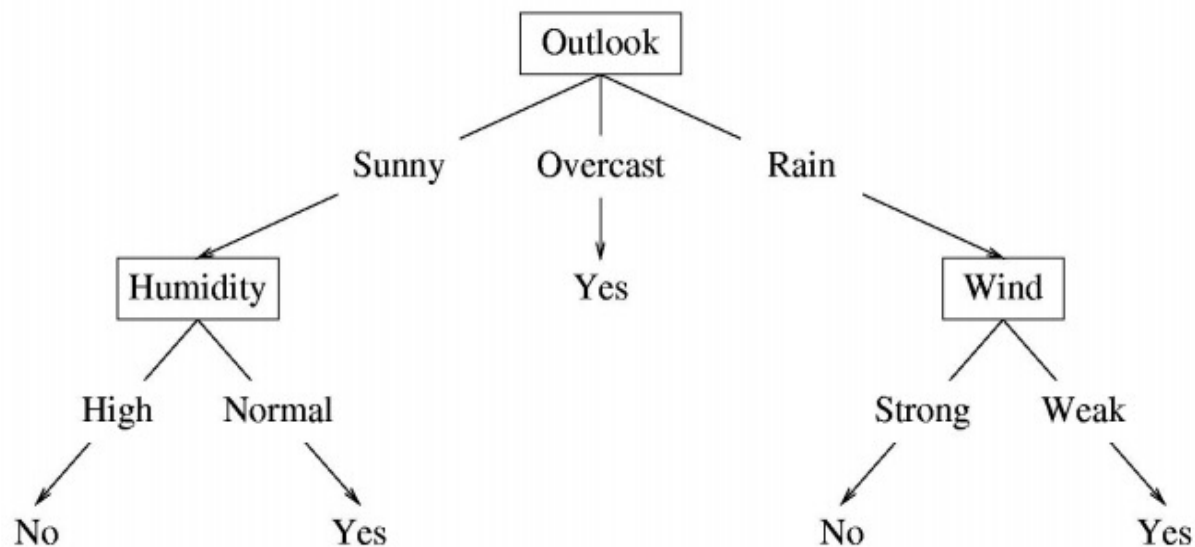 Outlook
Sunny Overcast Rain
Humidity Yes Wind
High Normal Strong Weak
No Yes No Yes